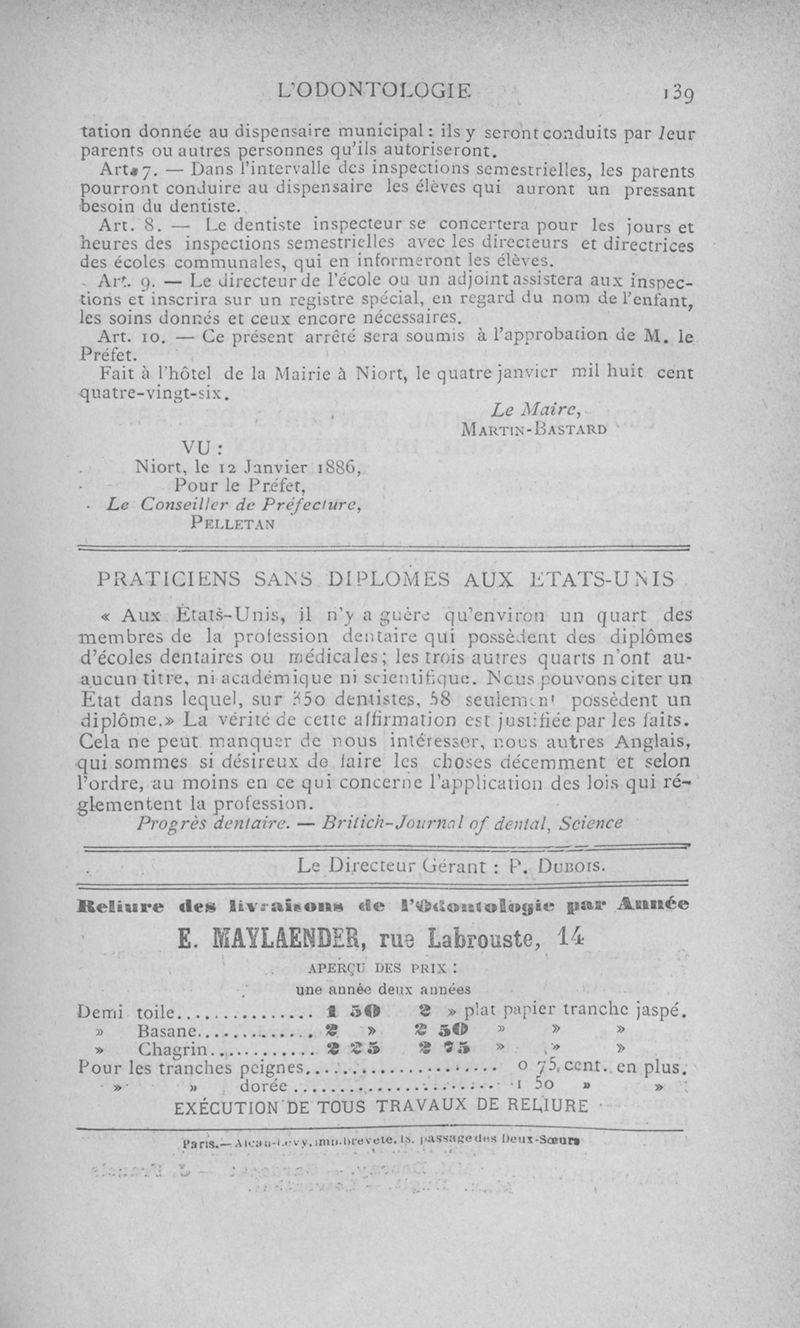 L'ODONTOLOGIE 139
tation donnée au dispensaire municipal : ils y seront conduits par leur
parents ou autres personnes qu'ils autoriseront.
Art. 7. — Dans l'intervalle des inspections semestrielles, les parents
pourront conduire au dispensaire les élèves qui auront un pressant
besoin du dentiste.
Art. 8. — Le dentiste inspecteur se concertera pour les jours et
heures des inspections semestrielles avec les directeurs et directrices
des écoles communales, qui en informeront les élèves.
Art. 9. — Le directeur de l'école ou un adjoint assistera aux inspec-
tions et inscrira sur un registre spécial, en regard du nom de l'enfant,
les soins donnés et ceux encore nécessaires.
Art. 10. — Ce présent arrêté sera soumis à l'approbation de M. le
Préfet.
Fait à l'hôtel de la Mairie à Niort, le quatre janvier mil huit cent
quatre-vingt-six.
Le Maire,
MARTIN-BASTARD
VU :
Niort, le 12 Janvier 1886,
Pour le Préfet,
Le Conseiller de Préfecture,
PELLETAN
PRATICIENS SANS DIPLOMES AUX ETATS-UNIS
« Aux États-Unis, il n'y a guère qu'environ un quart des
membres de la profession dentaire qui possèdent des diplômes
d'écoles dentaires ou médicales; les trois autres quarts n'ont au-
aucun titre, ni académique ni scientifique. Nous pouvons citer un
Etat dans lequel, sur 350 dentistes, 58 seulement possèdent un
diplôme.» La vérité de cette affirmation est justifiée par les faits.
Cela ne peut manquer de nous intéresser, nous autres Anglais,
qui sommes si désireux de faire les choses décemment et selon
l'ordre, au moins en ce qui concerne l'application des lois qui ré-
glementent la profession.
Progrès dentaire. — Britich-Journal of dental, Science
Le Directeur Gérant : P. DUBOIS.
Reliure des livraisons de l'Odontologie par Année
E. MAYLAENDER, rue Labrouste, 14
APERÇU DES PRIX :
une année deux années
Demi toile............... 1 50 2 » plat papier tranche jaspé.
» Basane............. 2 » 2 50 » » »
» Chagrin............ 2 25 2 75 » » »
Pour les tranches peignes.................... 0 75, cent. en plus.
» » dorée..................... 1 50 » »
EXÉCUTION DE TOUS TRAVAUX DE RELIURE
Paris.— Alcan-Lévy, imp. breveté, 18, passage des Deux-Sœurs